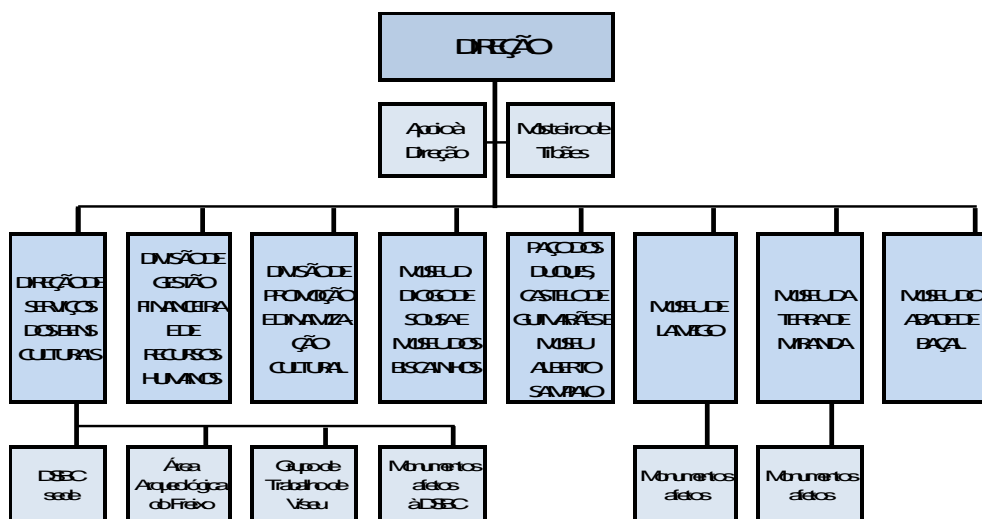 DIREÇÃO
Apoio à
Direção
Mosteiro de
Tibães
DIREÇÃO DE
SERVIÇOS
DOS BENS
CULTURAIS
DIVISÃO DE
GESTÃO
FINANCEIRA
E DE
RECURSOS
HUMANOS
DIVISÃO DE
PROMOÇÃO
E DINAMIZA-
ÇÃO
CULTURAL
MUSEU D
DIOGO DE
SOUSA E
MUSEU DOS
BISCAINHOS
PAÇO DOS
DUQUES,
CASTELO DE
GUIMARÃES E
MUSEU
ALBERTO
SAMPAIO
MUSEU DE
LAMEGO
MUSEU DA
TERRA DE
MIRANDA
MUSEU DO
ABADE DE
BAÇAL
DSBC
sede
Área
Arqueológica
do Freixo
Grupo de
Trabalho de
Viseu
Monumentos
afetos
à DSBC
Monumentos
afetos
Monumentos
afetos